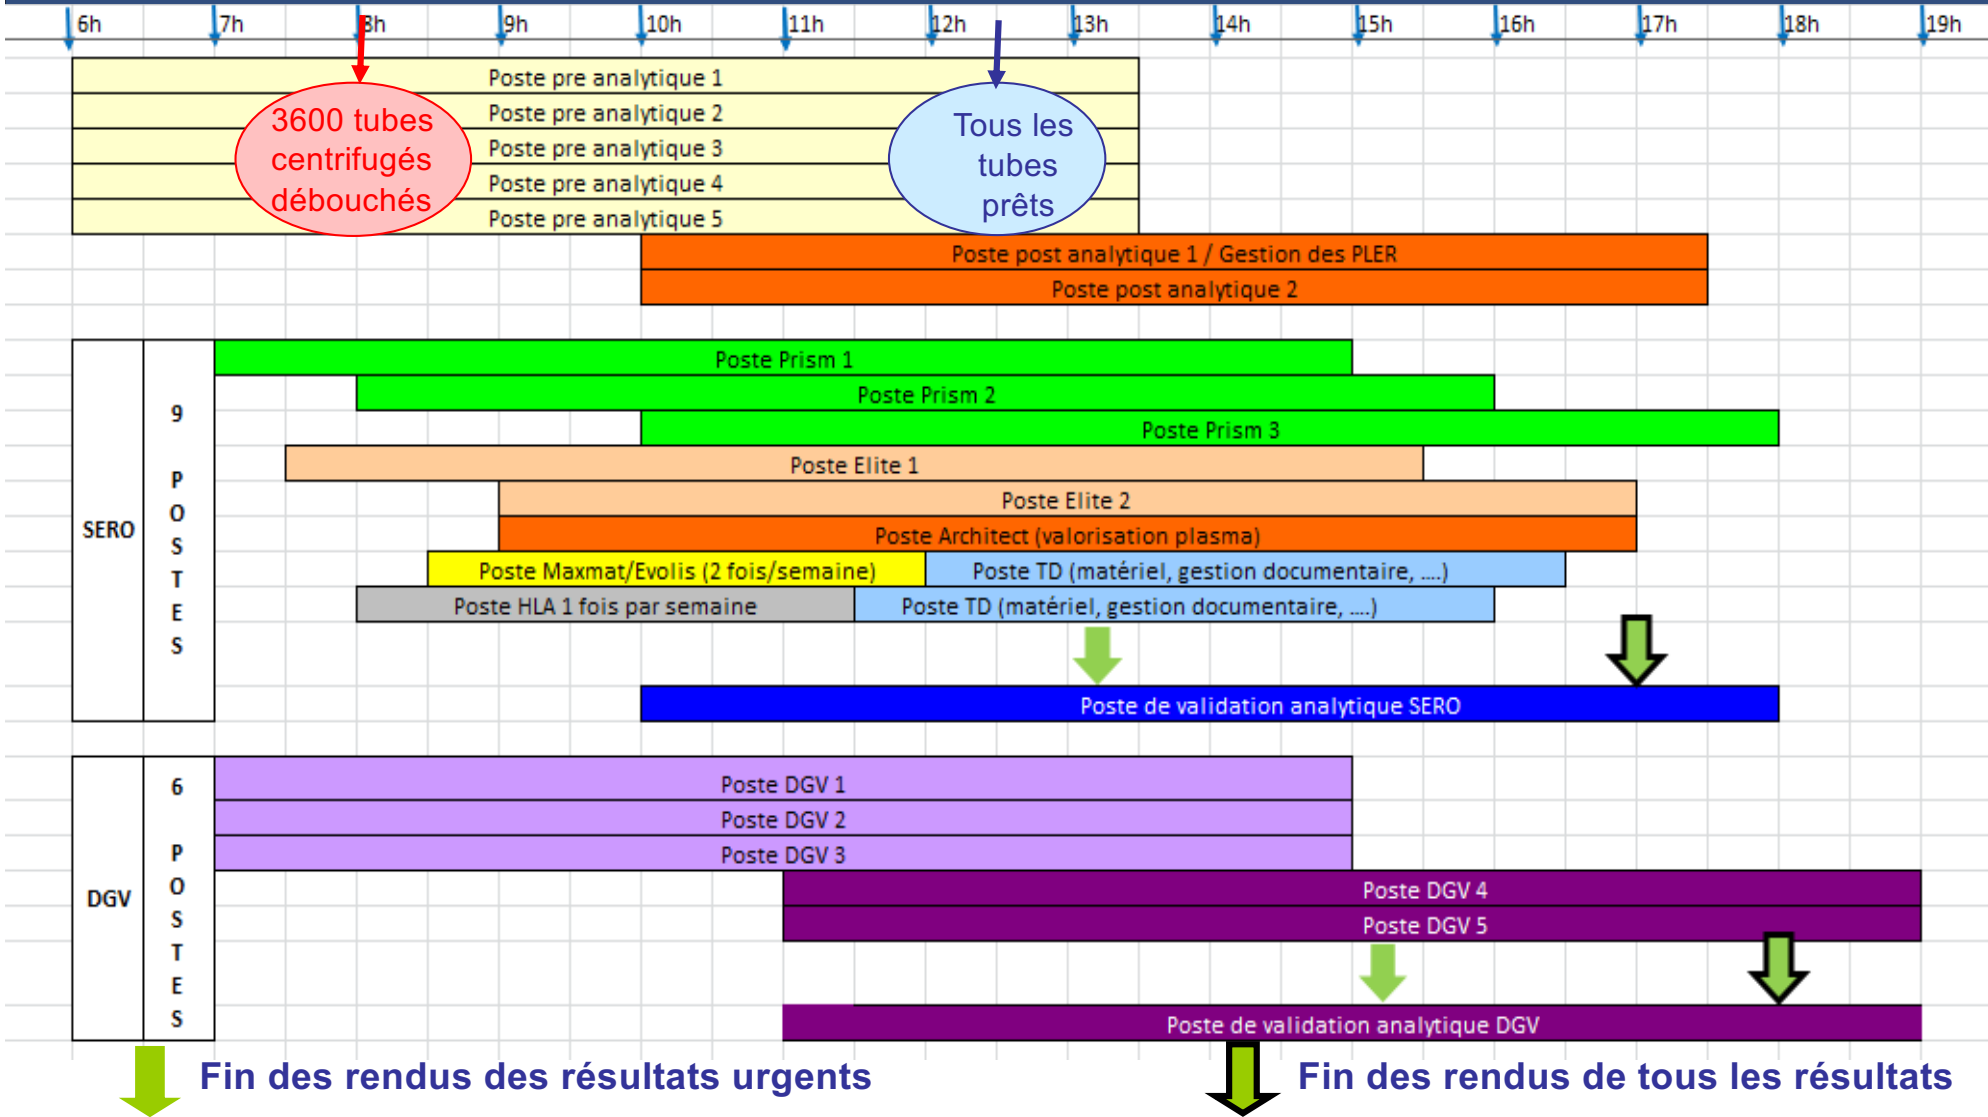 6h 7h 8h 9h 10h 11h 12h 13h 14h 15h 16h 17h 18h 19h
Poste pre analytique 1
Poste pre analytique 2
Poste pre analytique 3
Poste pre analytique 4
Poste pre analytique 5
3600 tubes
centrifugés
débouchés
Tous les
tubes
prêts
Poste post analytique 1 / Gestion des PLER
Poste post analytique 2
SERO
9
P
O
S
T
E
S
Poste Prism 1
Poste Prism 2
Poste Prism 3
Poste Elite 1
Poste Elite 2
Poste Architect (valorisation plasma)
Poste Maxmat/Evolis (2 fois/semaine) Poste TD (matériel, gestion documentaire, ....)
Poste HLA 1 fois par semaine Poste TD (matériel, gestion documentaire, ....)
Poste de validation analytique SERO
DGV
6
P
O
S
T
E
S
Poste DGV 1
Poste DGV 2
Poste DGV 3
Poste DGV 4
Poste DGV 5
Poste de validation analytique DGV
Fin des rendus des résultats urgents
Fin des rendus de tous les résultats